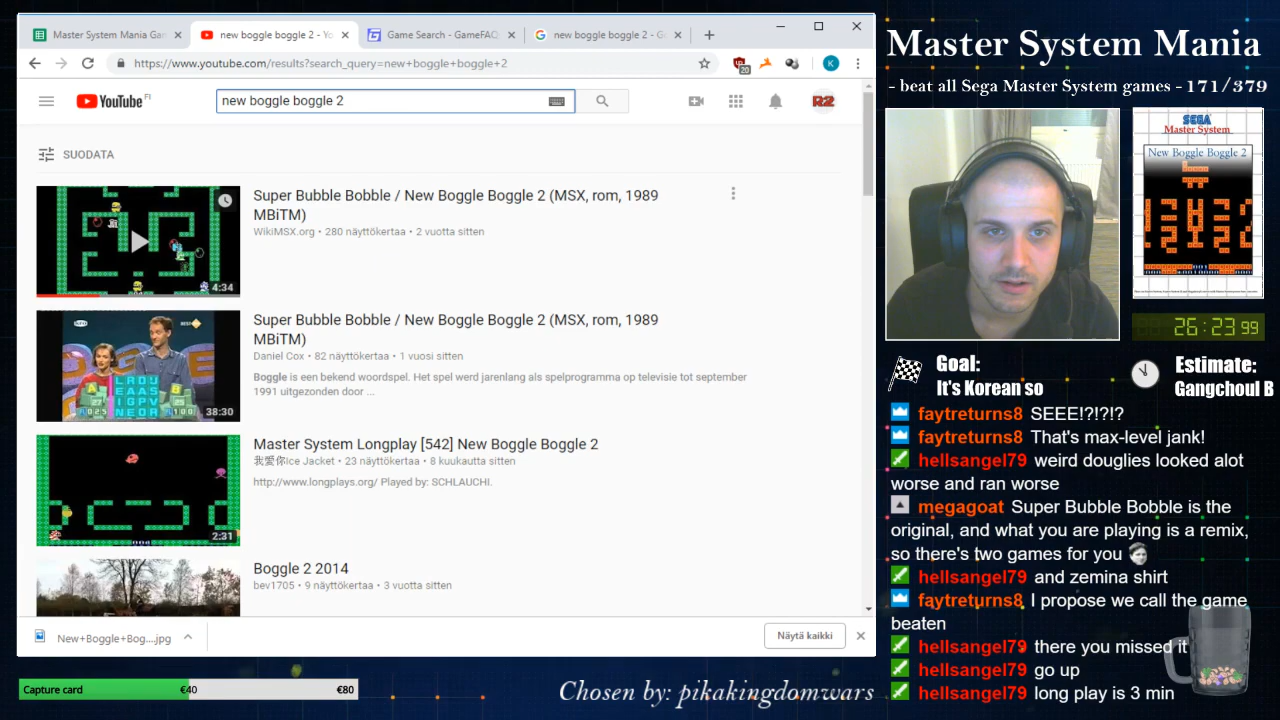 Master System Mania Gam
new boggle boggle 2 - Yo
Game Search - GameFAQ
new boggle boggle 2 - G
https://www.youtube.com/results?search_query=new+boggle+boggle+2
20
K
YouTube FI
new boggle boggle 2
R2
SUODATA
Super Bubble Bobble / New Boggle Boggle 2 (MSX, rom, 1989
MBiTM)
WikiMSX.org • 280 näyttökertaa • 2 vuotta sitten
4:34
Super Bubble Bobble / New Boggle Boggle 2 (MSX, rom, 1989
MBiTM)
Daniel Cox • 82 näyttökertaa • 1 vuosi sitten
Boggle is een bekend woordspel. Het spel werd jarenlang als spelprogramma op televisie tot september
1991 uitgezonden door ...
38:30
Master System Longplay [542] New Boggle Boggle 2
我愛你Ice Jacket • 23 näyttökertaa • 8 kuukautta sitten
http://www.longplays.org/ Played by: SCHLAUCHI.
2:31
Boggle 2 2014
bev1705 • 9 näyttökertaa • 3 vuotta sitten
New+Boggle+Bog....jpg
Näytä kaikki
Capture card
€40
€80
Chosen by: pikakingdomwars
Master System Mania
- beat all Sega Master System games - 171/379
SEGA
Master System
New Boggle Boggle 2
26:23 99
Goal:
It's Korean so
Estimate:
Gangchoul B
faytreturns8 SEEE!?!?!?
faytreturns8 That's max-level jank!
hellsangel79 weird douglies looked alot
worse and ran worse
megagoat Super Bubble Bobble is the
original, and what you are playing is a remix,
so there's two games for you
hellsangel79 and zemina shirt
faytreturns8 I propose we call the game
beaten
hellsangel79 there you missed it
hellsangel79 go up
hellsangel79 long play is 3 min